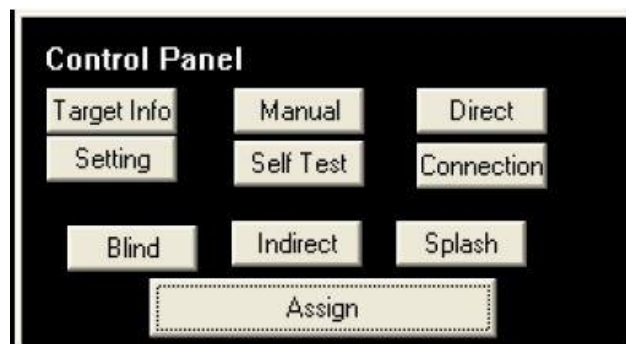 Control Panel
Target Info Manual Direct
Setting Self Test Connection
Blind Indirect Splash
Assign